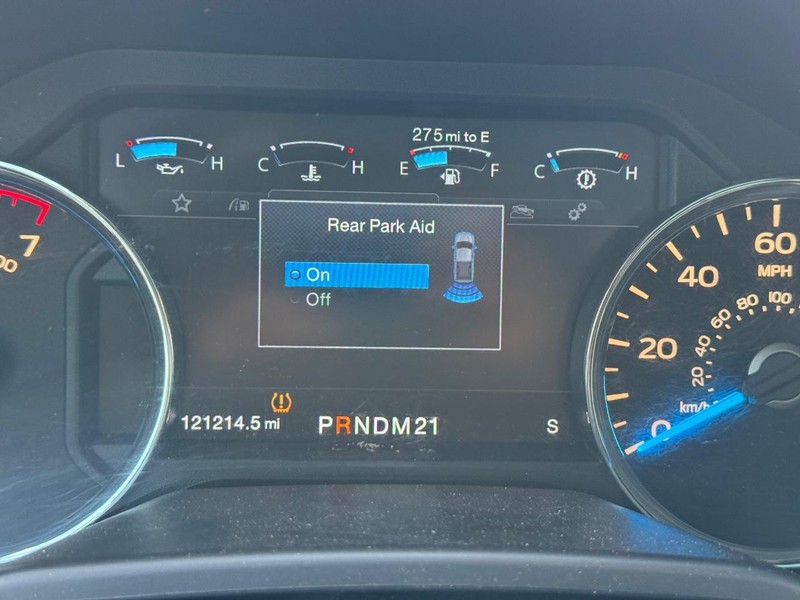 275 mi to E
L H C H E F C H
Rear Park Aid
On
Off
7
60
MPH
40
20
0
100
80
60
40
20
km/h
121214.5 mi
PRNDM21
S